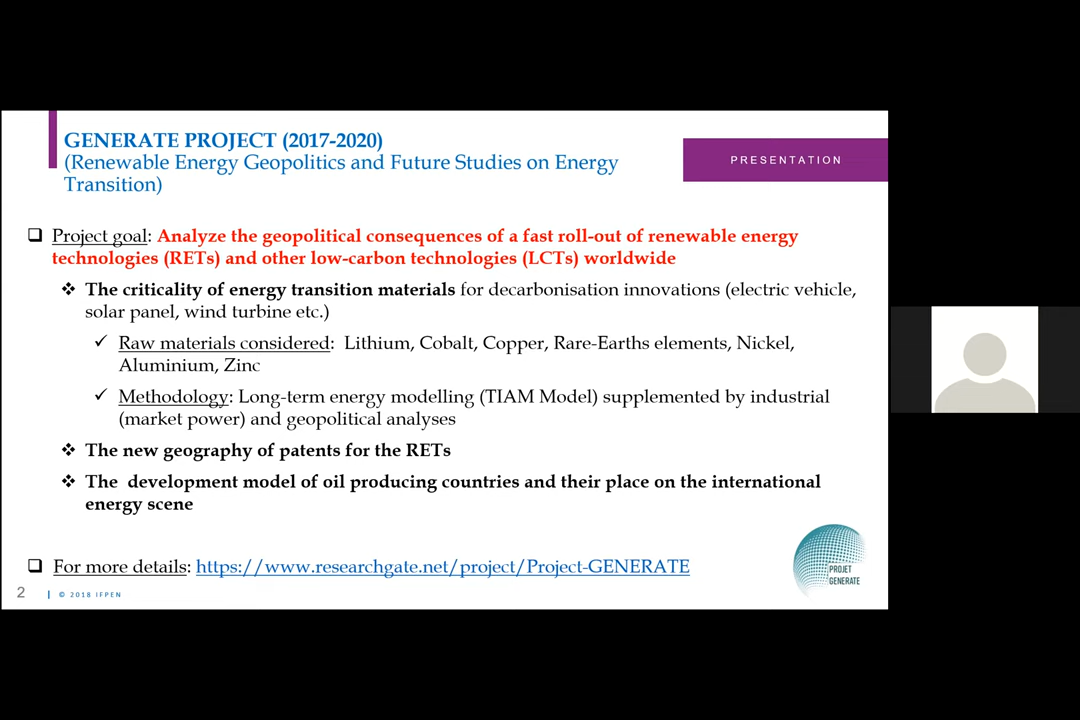 GENERATE PROJECT (2017-2020)
(Renewable Energy Geopolitics and Future Studies on Energy
Transition)
PRESENTATION
Project goal: Analyze the geopolitical consequences of a fast roll-out of renewable energy
technologies (RETs) and other low-carbon technologies (LCTs) worldwide
The criticality of energy transition materials for decarbonisation innovations (electric vehicle,
solar panel, wind turbine etc.)
Raw materials considered: Lithium, Cobalt, Copper, Rare-Earths elements, Nickel,
Aluminium, Zinc
Methodology: Long-term energy modelling (TIAM Model) supplemented by industrial
(market power) and geopolitical analyses
The new geography of patents for the RETs
The development model of oil producing countries and their place on the international
energy scene
For more details: https://www.researchgate.net/project/Project-GENERATE
PROJET
GENERATE
2 | © 2018 IFPEN